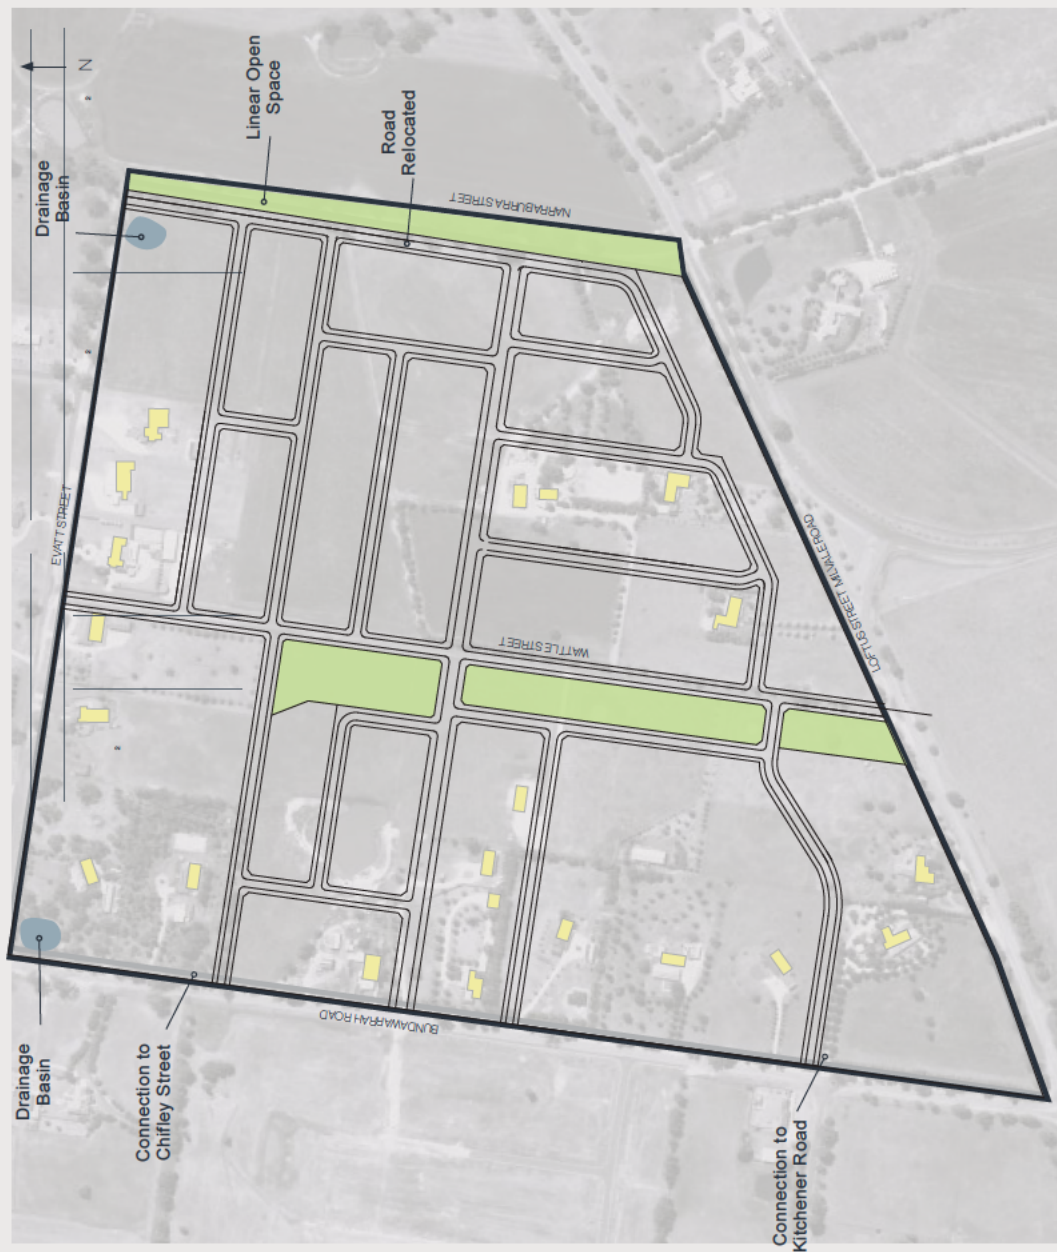 N
Drainage
Basin
Linear Open
Space
Road
Relocated
NARRABURRA STREET
EVATT STREET
WATTLE STREET
LOFTUS STREET MILVALE ROAD
BUNDAWARRAH ROAD
Drainage
Basin
Connection to
Chifley Street
Connection to
Kitchener Road